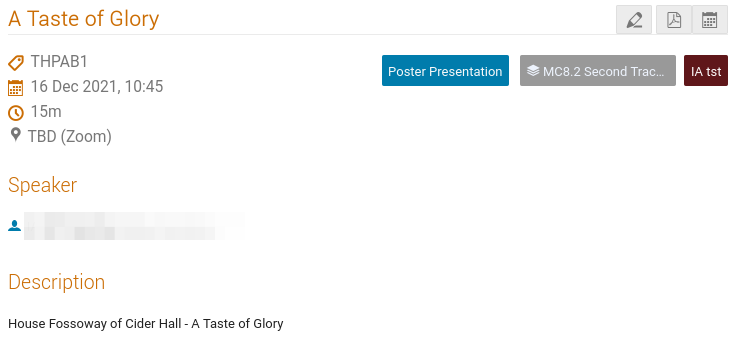 A Taste of Glory
THPAB1
16 Dec 2021, 10:45
15m
TBD (Zoom)
Poster Presentation
MC8.2 Second Trac...
IA tst
Speaker
Description
House Fossoway of Cider Hall - A Taste of Glory